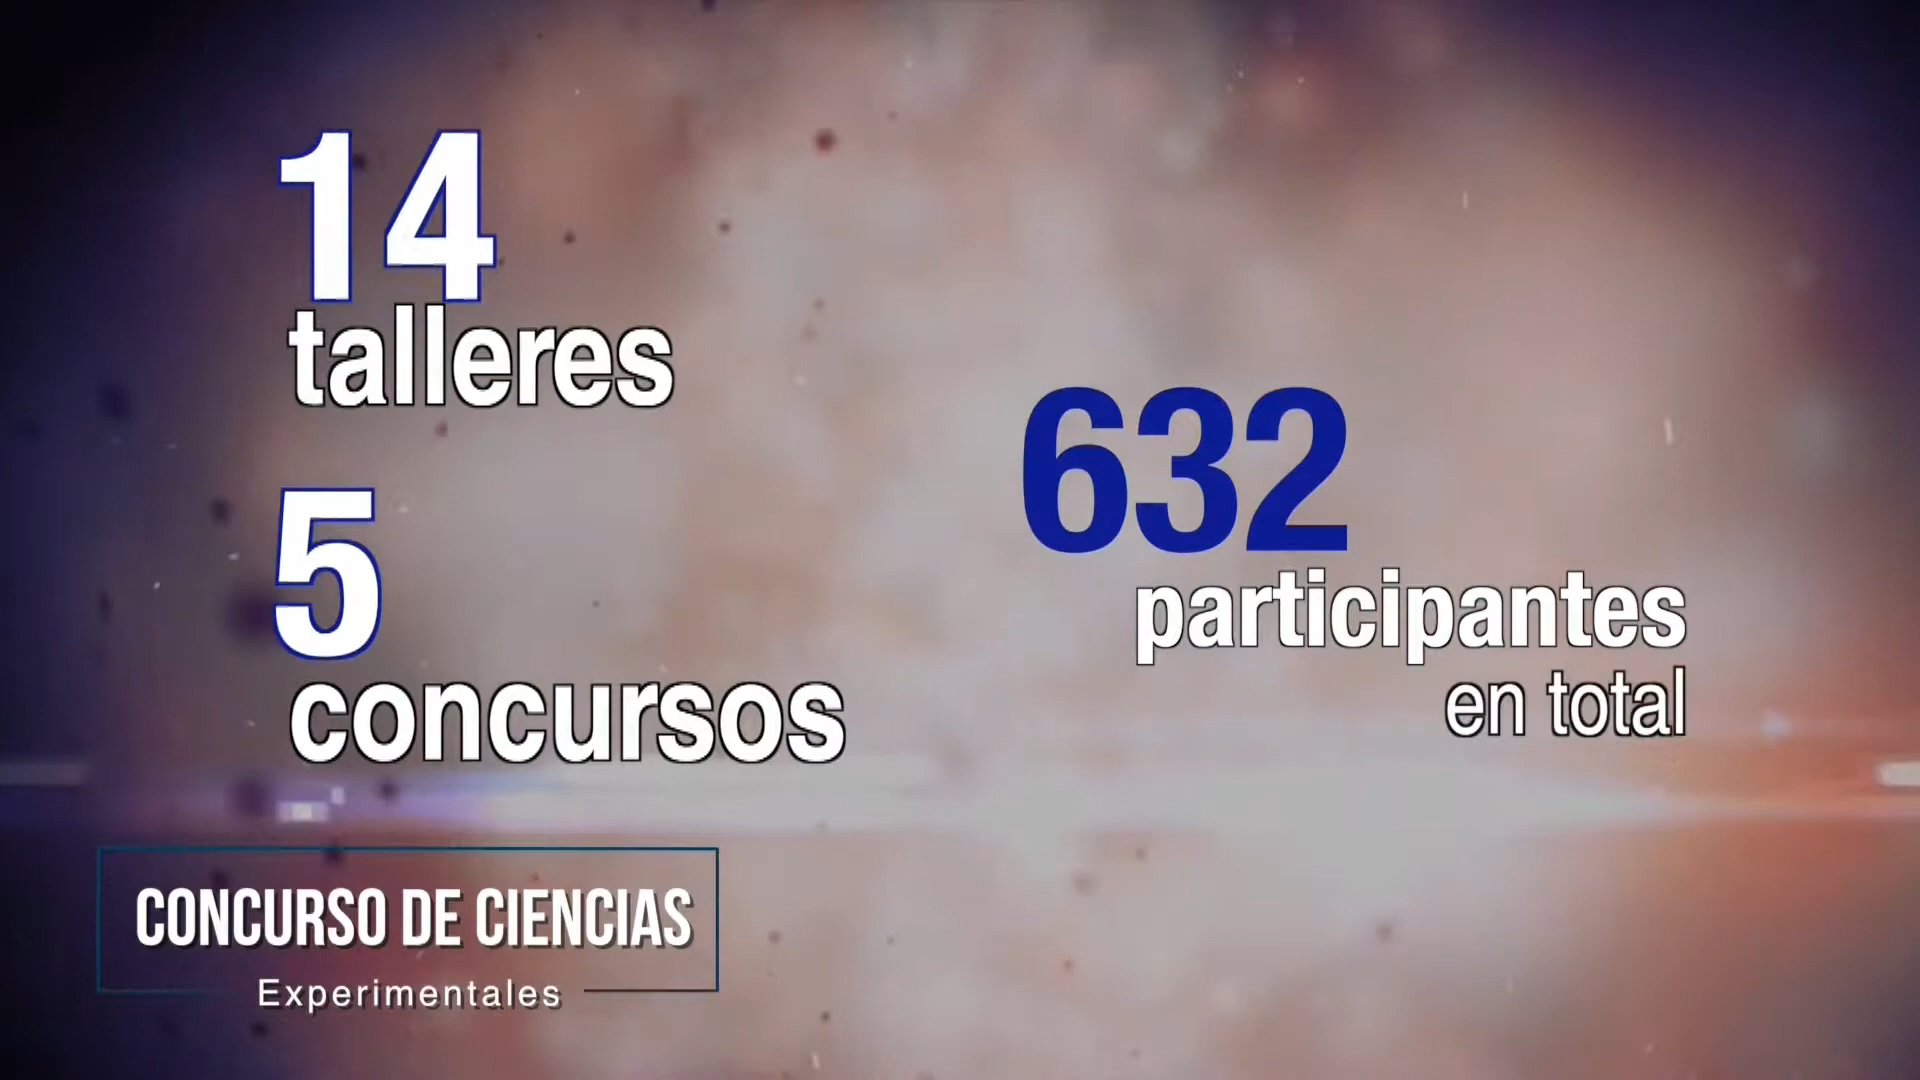 14
talleres
5
concursos
632
participantes
en total
CONCURSO DE CIENCIAS
Experimentales